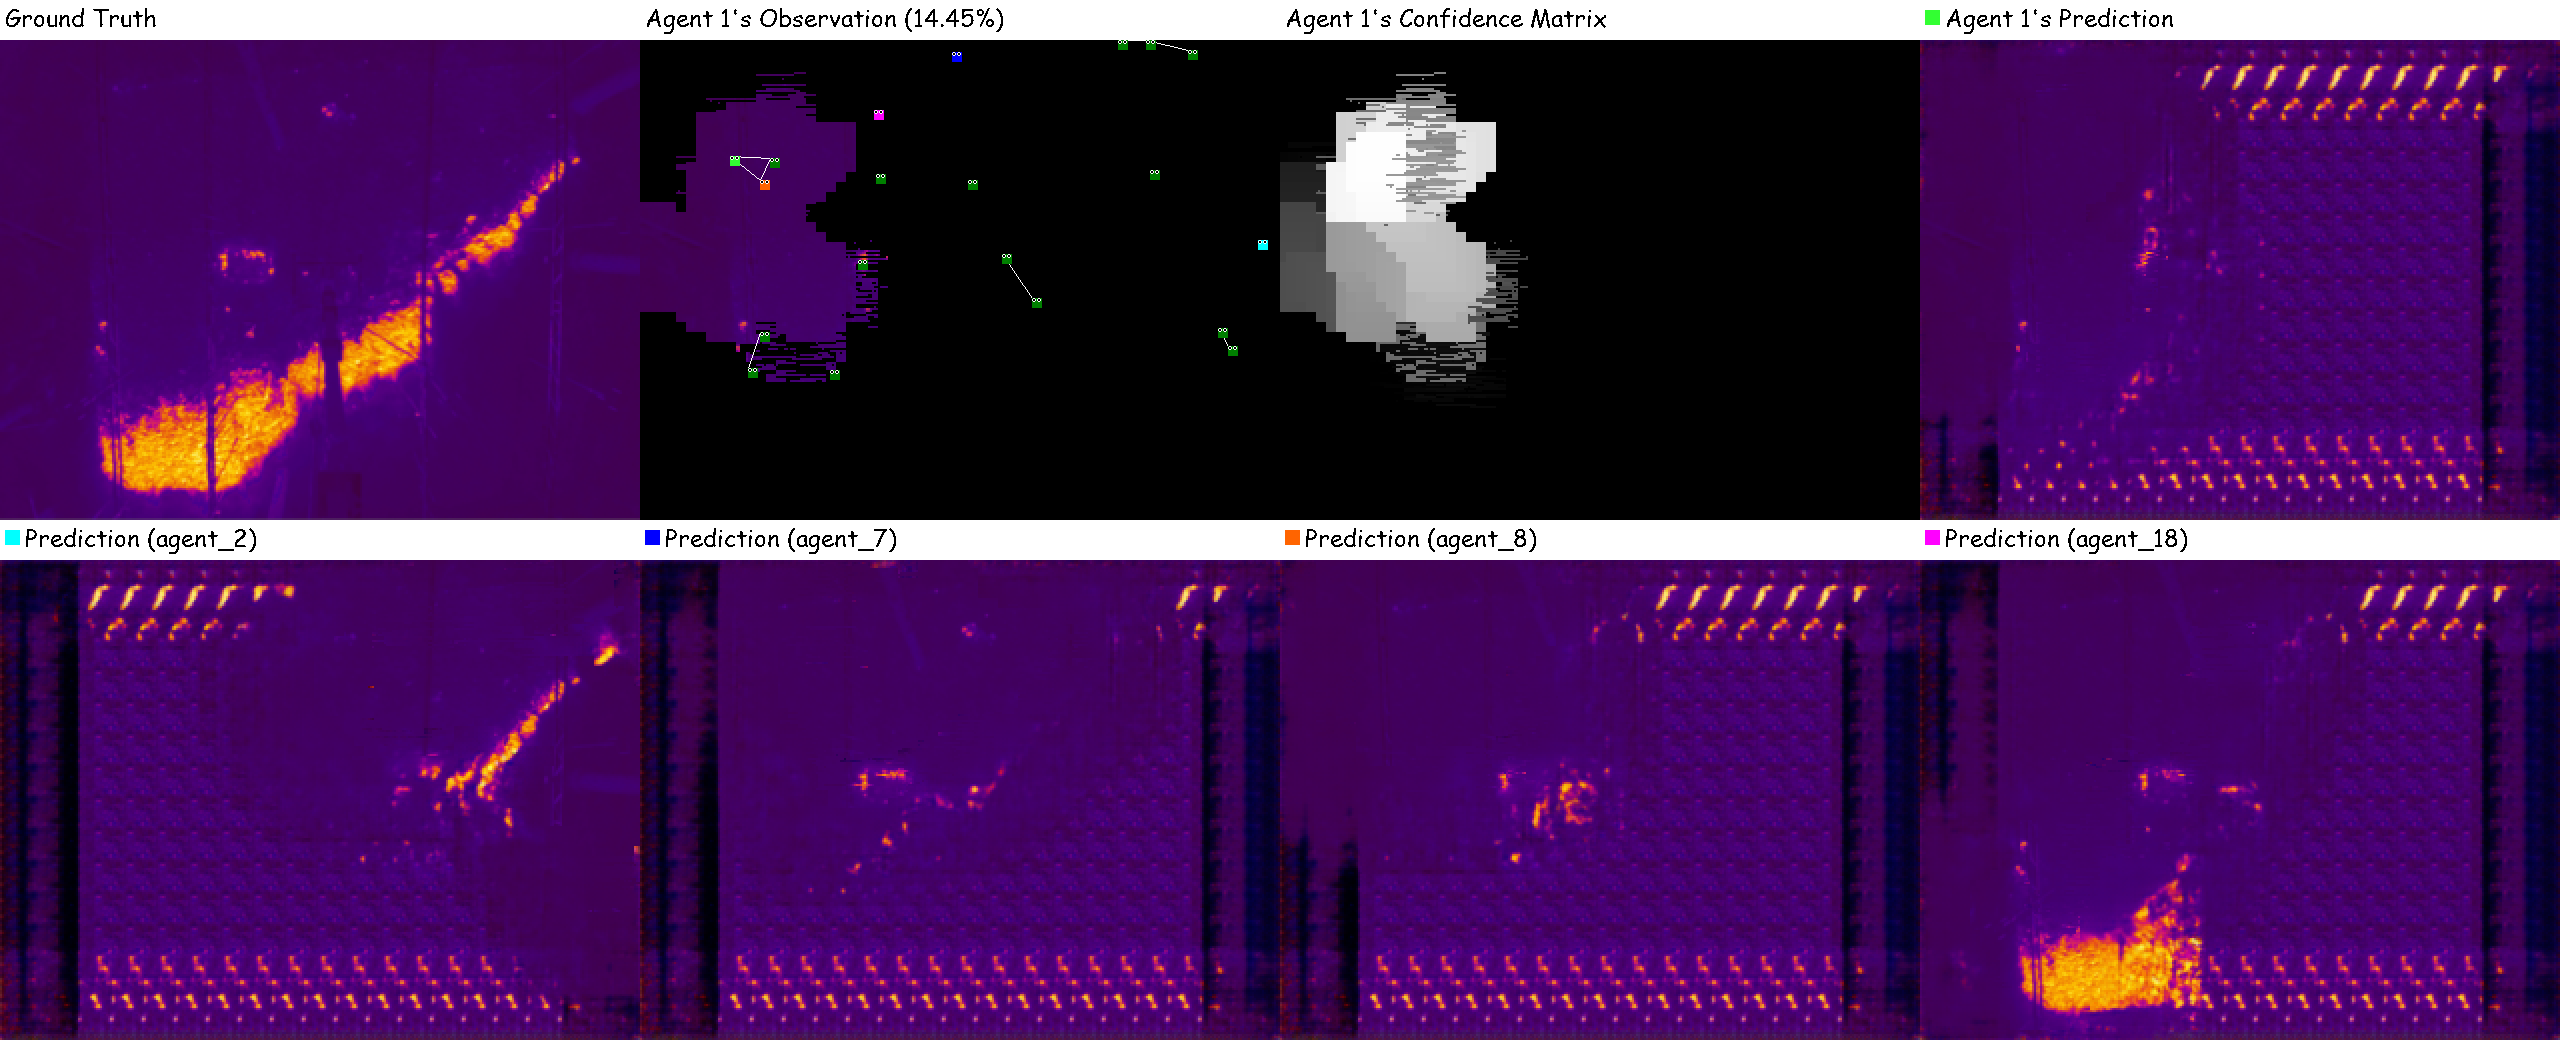 Ground Truth
Agent 1's Observation (14.45%)
Agent 1's Confidence Matrix
Agent 1's Prediction
Prediction (agent_2)
Prediction (agent_7)
Prediction (agent_8)
Prediction (agent_18)